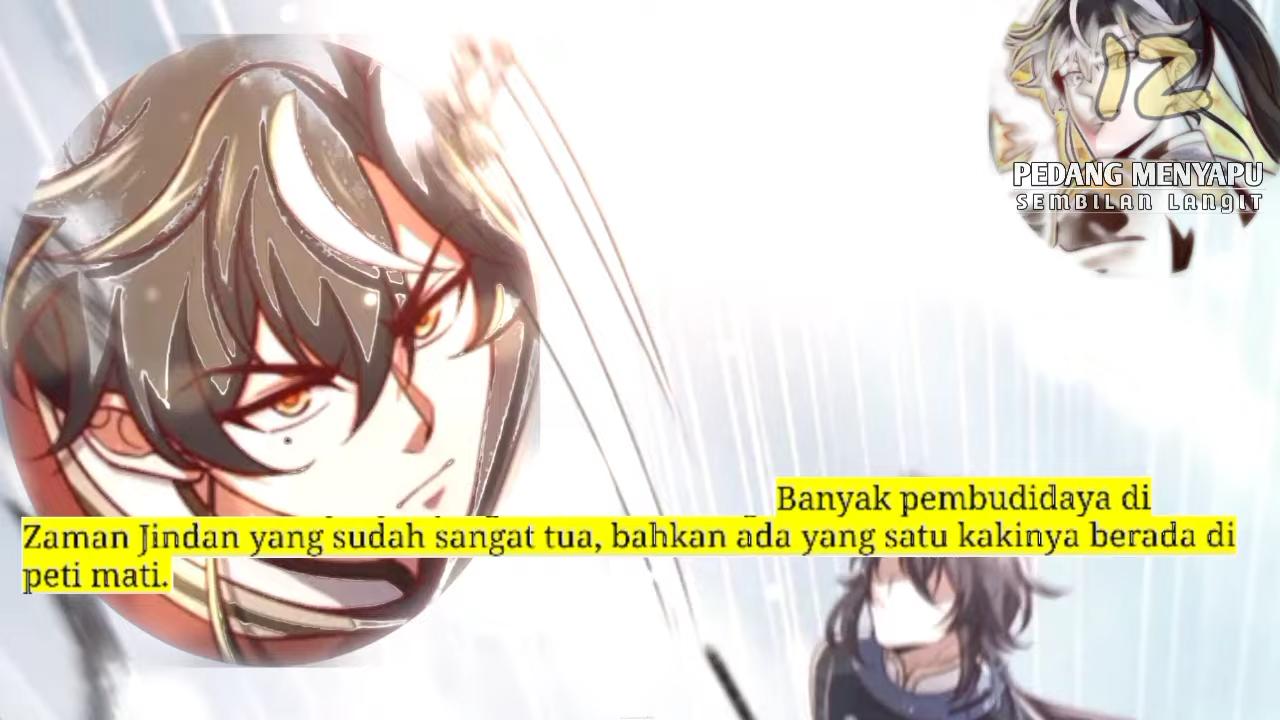 12
PEDANG MENYAPU
SEMBILAN LANGIT
Banyak pembudidaya di
Zaman Jindan yang sudah sangat tua, bahkan ada yang satu kakinya berada di
peti mati.